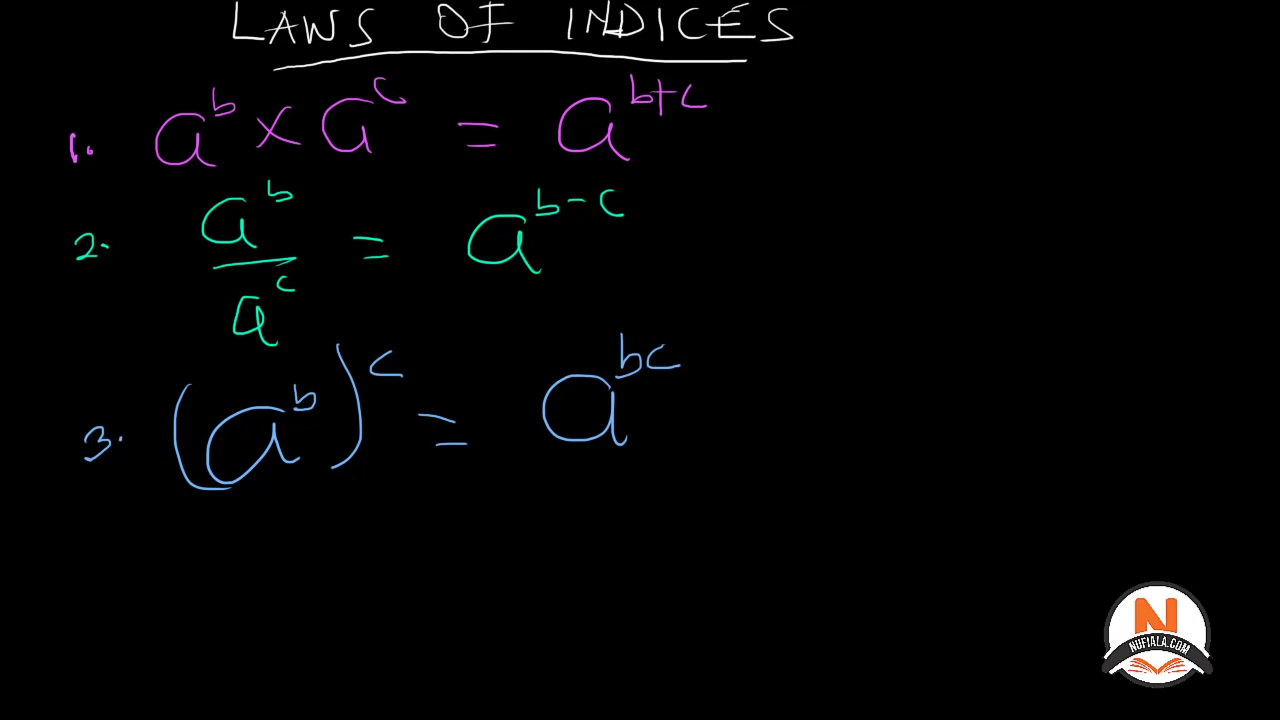 LAWS OF INDICES
1. a^b × a^c = a^{b+c}
2. a^b / a^c = a^{b-c}
3. (a^b)^c = a^{bc}
N
NUFIALA.COM